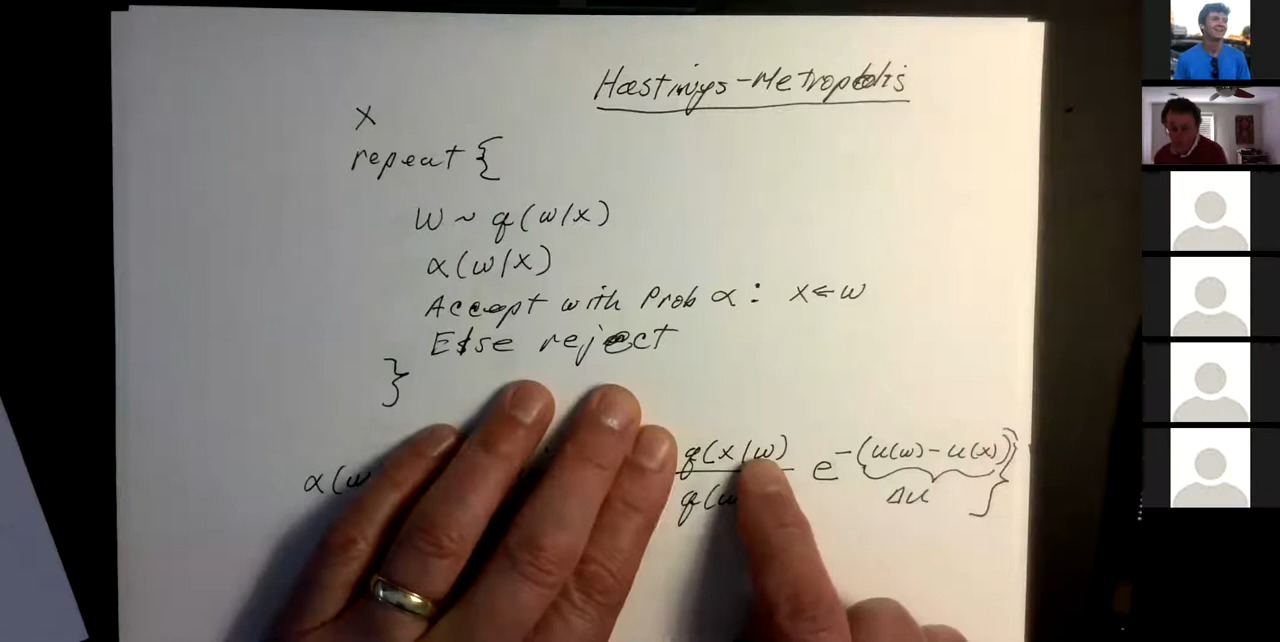 Hastings-Metropolis
x
repeat {
W ~ q(w/x)
α(w/x)
Accept with Prob α: x ← w
Else reject
}
α(w q(x/w) / q(w e^-(u(w) - u(x))}
Δu